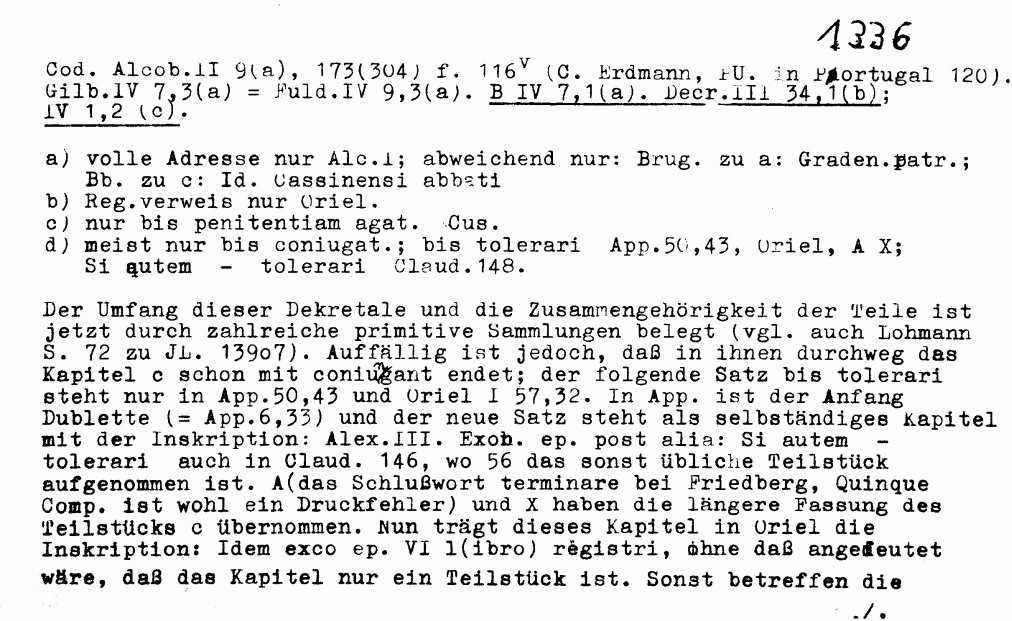 1336
Cod. Alcob.II 9(a), 173(304) f. 116v (C. Erdmann, PU. in Portugal 120).
Gilb.IV 7,3(a) = Fuld.IV 9,3(a). B IV 7,1(a). Decr.III 34,1(b);
IV 1,2 (c).
a) volle Adresse nur Alc.I; abweichend nur: Brug. zu a: Graden.patr.;
Bb. zu c: Id. Cassinensi abbati
b) Reg.verweis nur Oriel.
c) nur bis penitentiam agat. Cus.
d) meist nur bis coniugat.; bis tolerari App.50,43, Oriel, A X;
Si autem - tolerari Claud.148.
Der Umfang dieser Dekretale und die Zusammengehörigkeit der Teile ist
jetzt durch zahlreiche primitive Sammlungen belegt (vgl. auch Lohmann
S. 72 zu JL. 13907). Auffällig ist jedoch, daß in ihnen durchweg das
Kapitel c schon mit coniugant endet; der folgende Satz bis tolerari
steht nur in App.50,43 und Oriel I 57,32. In App. ist der Anfang
Dublette (= App.6,33) und der neue Satz steht als selbständiges Kapitel
mit der Inskription: Alex.III. Exoh. ep. post alia: Si autem -
tolerari auch in Claud. 146, wo 56 das sonst übliche Teilstück
aufgenommen ist. A(das Schlußwort terminare bei Friedberg, Quinque
Comp. ist wohl ein Druckfehler) und X haben die längere Fassung des
Teilstücks c übernommen. Nun trägt dieses Kapitel in Oriel die
Inskription: Idem exco ep. VI l(ibro) registri, ohne daß angedeutet
wäre, daß das Kapitel nur ein Teilstück ist. Sonst betreffen die
./.